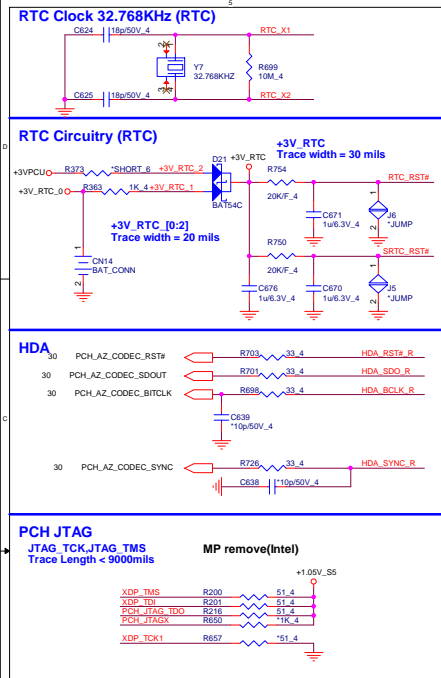 5
RTC Clock 32.768KHz (RTC)
C624 18p/50V_4 RTC_X1
Y7
32.768KHZ
R699
10M_4
C625 18p/50V_4 RTC_X2
D
RTC Circuitry (RTC)
+3V_RTC
Trace width = 30 mils
D21 +3V_RTC
+3VPCU R373 *SHORT_6 +3V_RTC_2 R754 RTC_RST#
+3V_RTC_0 R363 1K_4 +3V_RTC_1 BAT54C 20K/F_4
+3V_RTC_[0:2]
Trace width = 20 mils
C671
1u/6.3V_4
1
J6
*JUMP
2
R750 SRTC_RST#
20K/F_4
1
CN14
BAT_CONN
2
C676
1u/6.3V_4
C670
1u/6.3V_4
1
J5
*JUMP
2
HDA
30 PCH_AZ_CODEC_RST# R703 33_4 HDA_RST#_R
30 PCH_AZ_CODEC_SDOUT R701 33_4 HDA_SDO_R
30 PCH_AZ_CODEC_BITCLK R698 33_4 HDA_BCLK_R
C
C639
*10p/50V_4
30 PCH_AZ_CODEC_SYNC R726 33_4 HDA_SYNC_R
C638 *10p/50V_4
PCH JTAG
JTAG_TCK,JTAG_TMS
Trace Length < 9000mils
MP remove(Intel)
+1.05V_S5
XDP_TMS R200 51_4
XDP_TDI R201 51_4
PCH_JTAG_TDO R216 51_4
PCH_JTAGX R650 *1K_4
XDP_TCK1 R657 *51_4